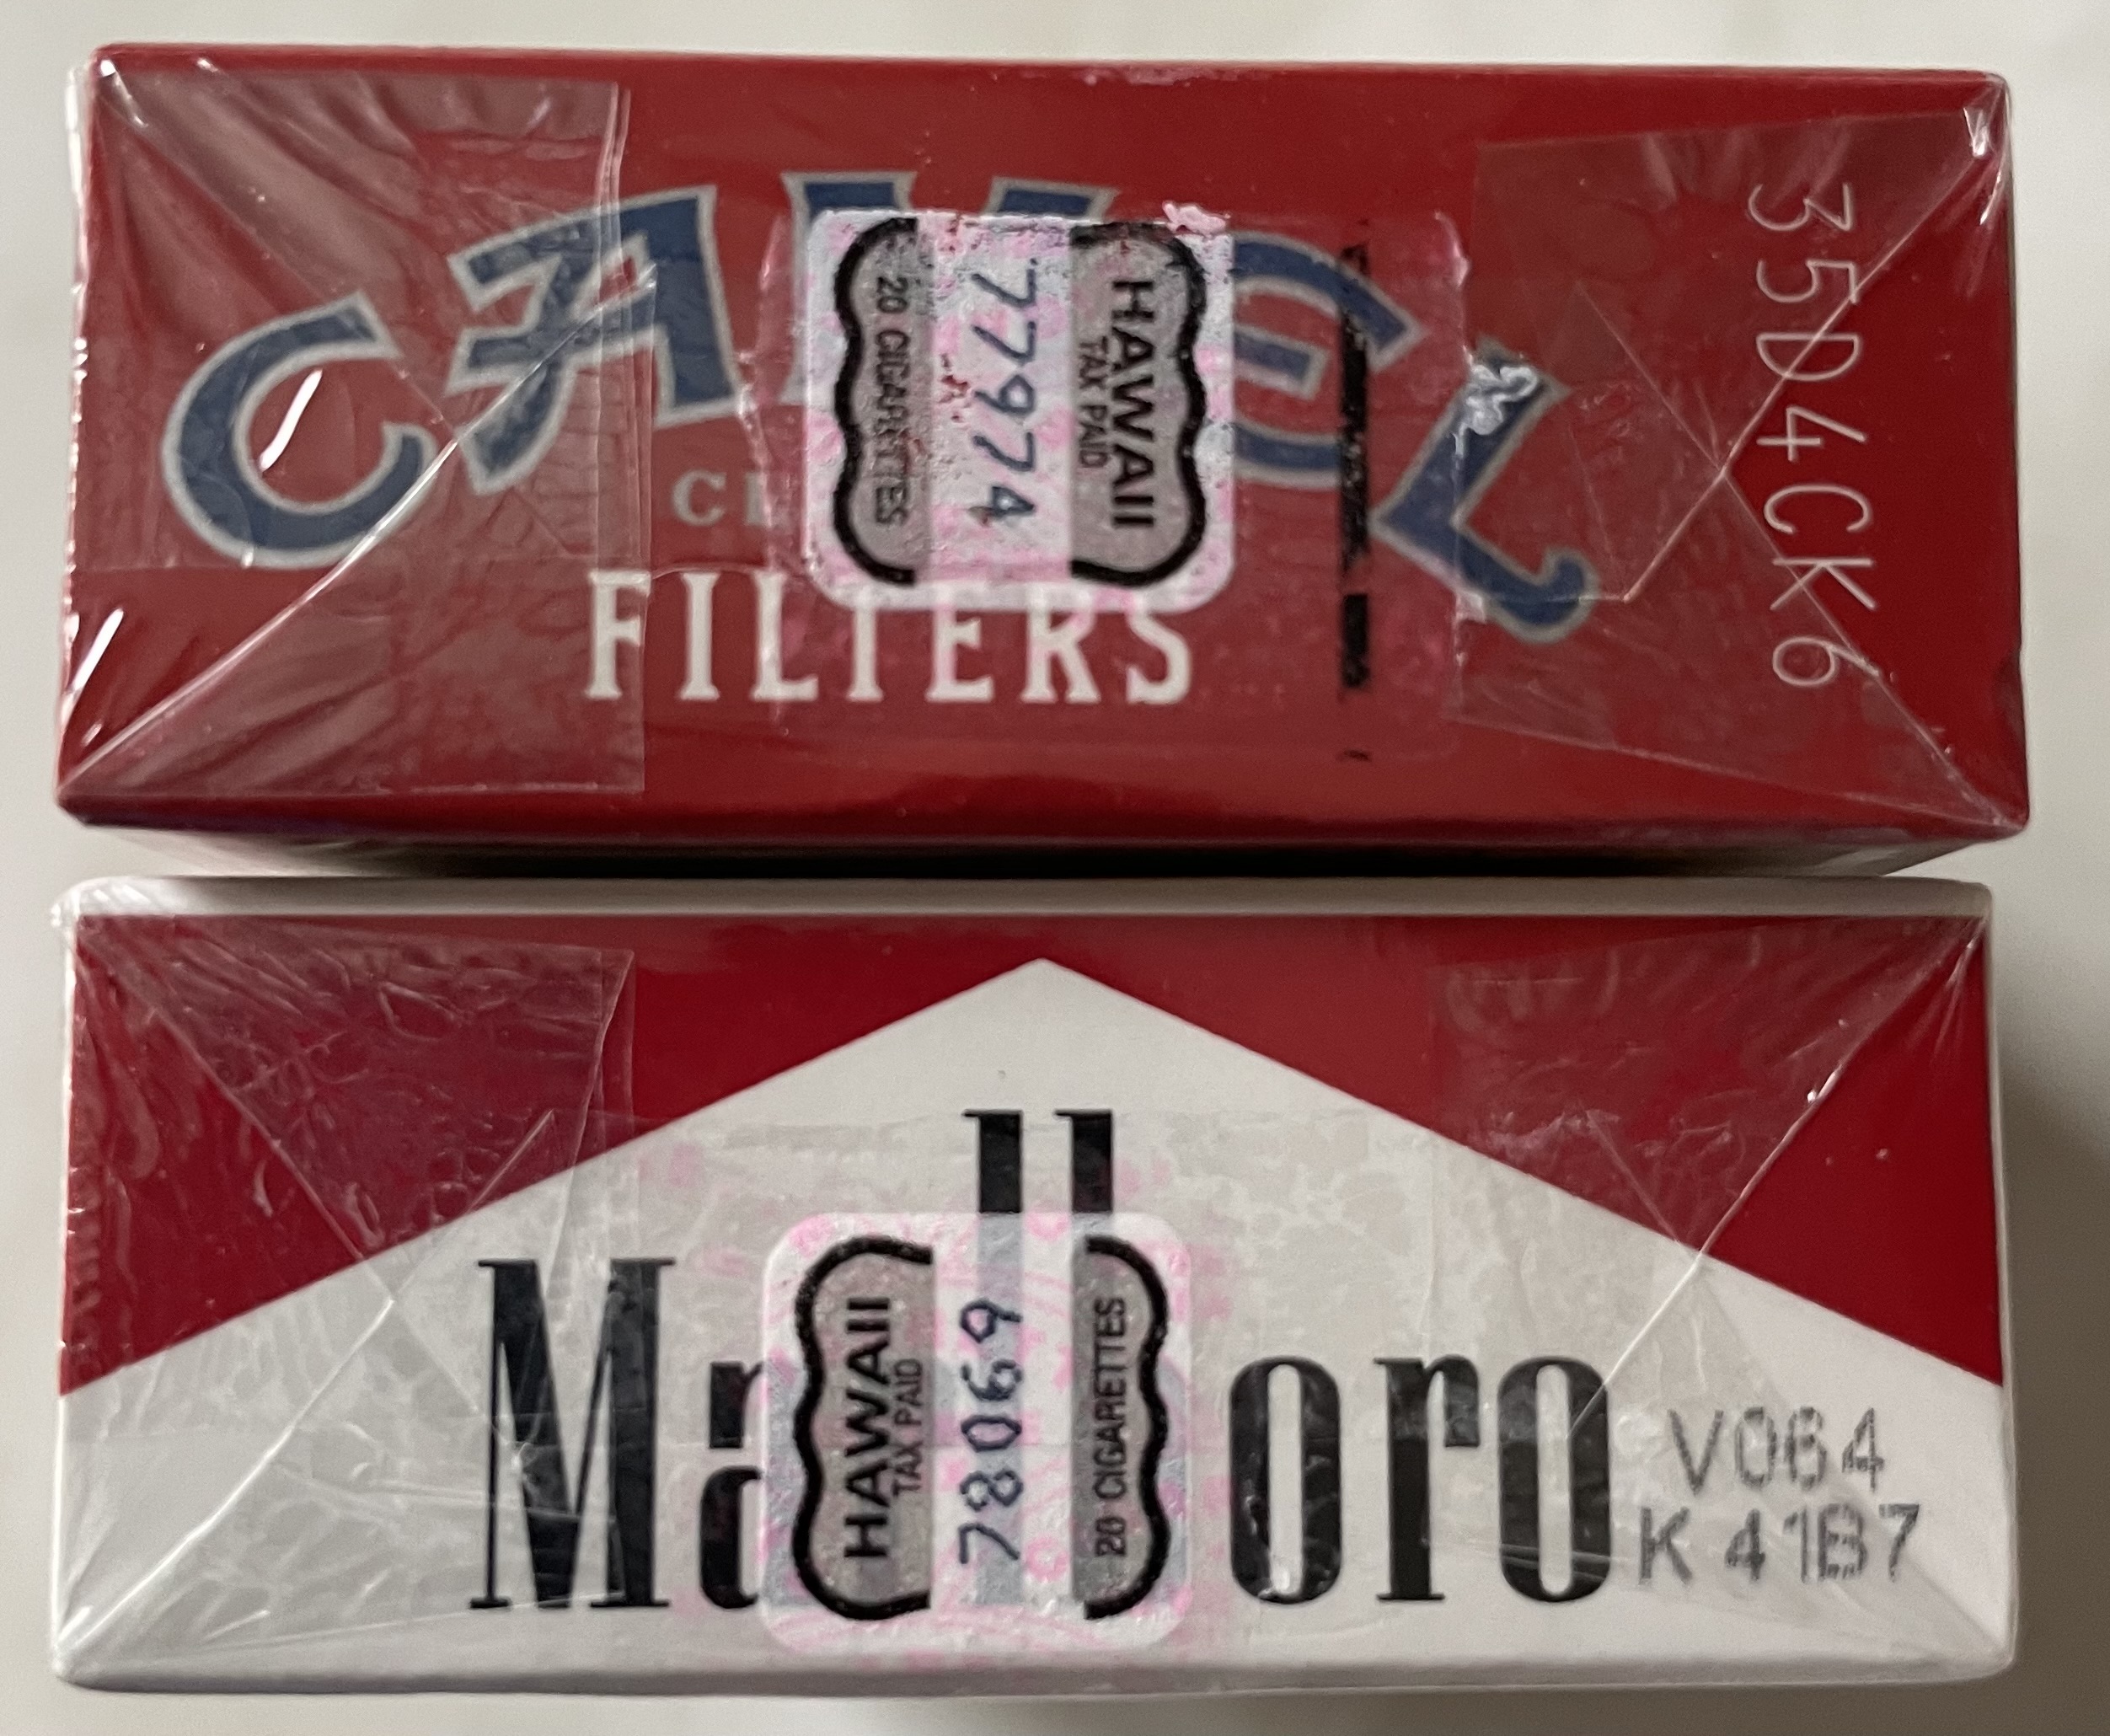 CAMEL
FILTERS
HAWAII
TAX PAID
77974
20 CIGARETTES
35D4CK6
Marlboro
HAWAII
TAX PAID
78069
20 CIGARETTES
V064
K 41B7